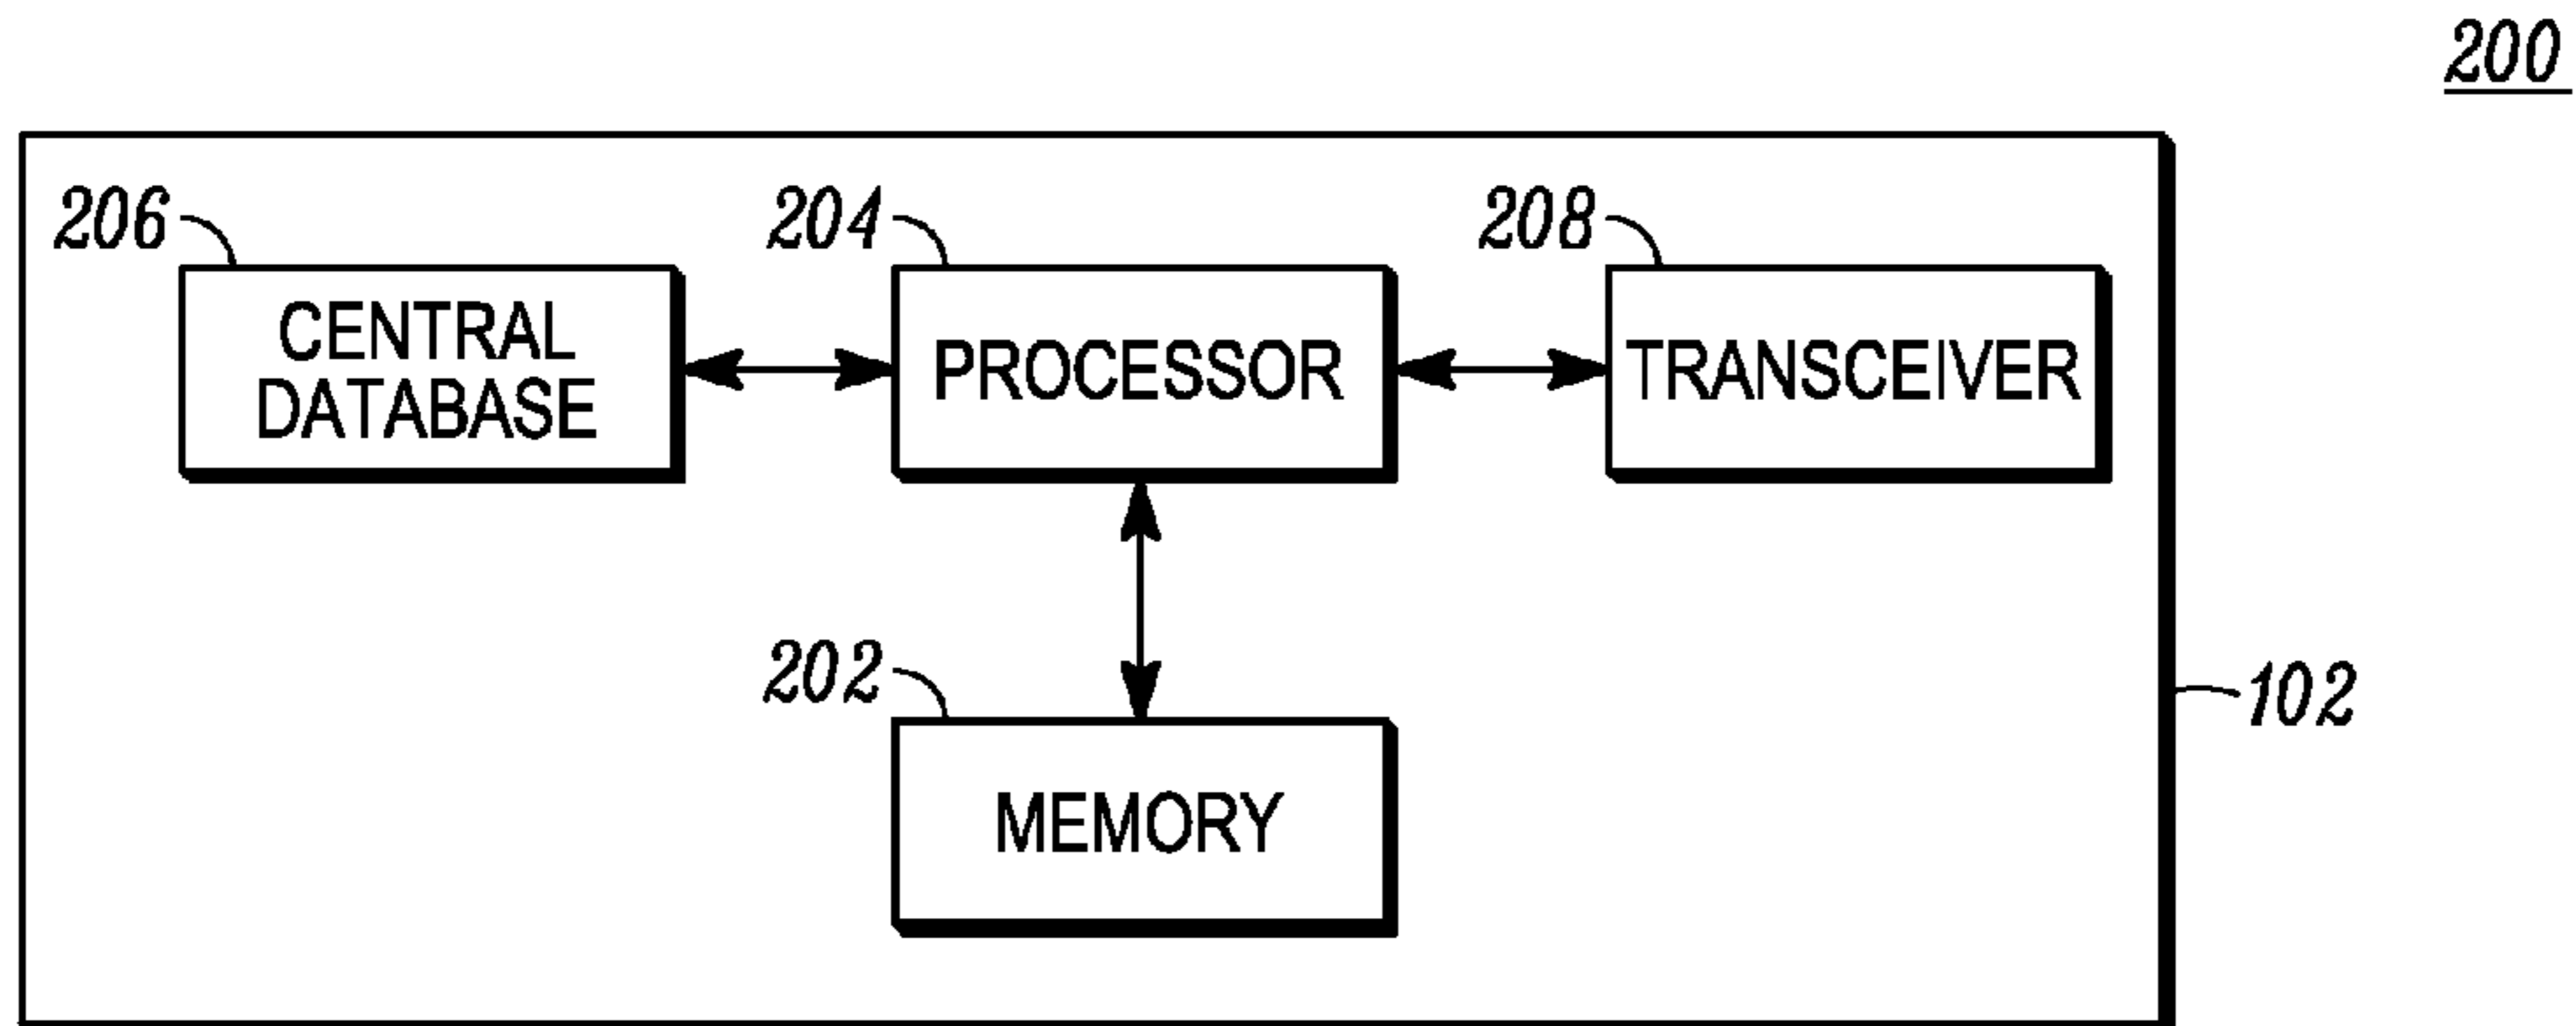 200
206
204
208
CENTRAL
DATABASE
PROCESSOR
TRANSCEIVER
202
102
MEMORY